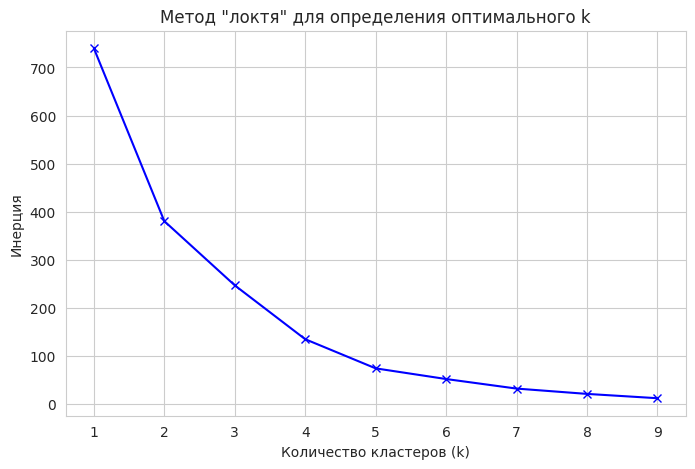 Метод "локтя" для определения оптимального k
700
600
500
400
300
200
100
0
Инерция
1 2 3 4 5 6 7 8 9
Количество кластеров (k)